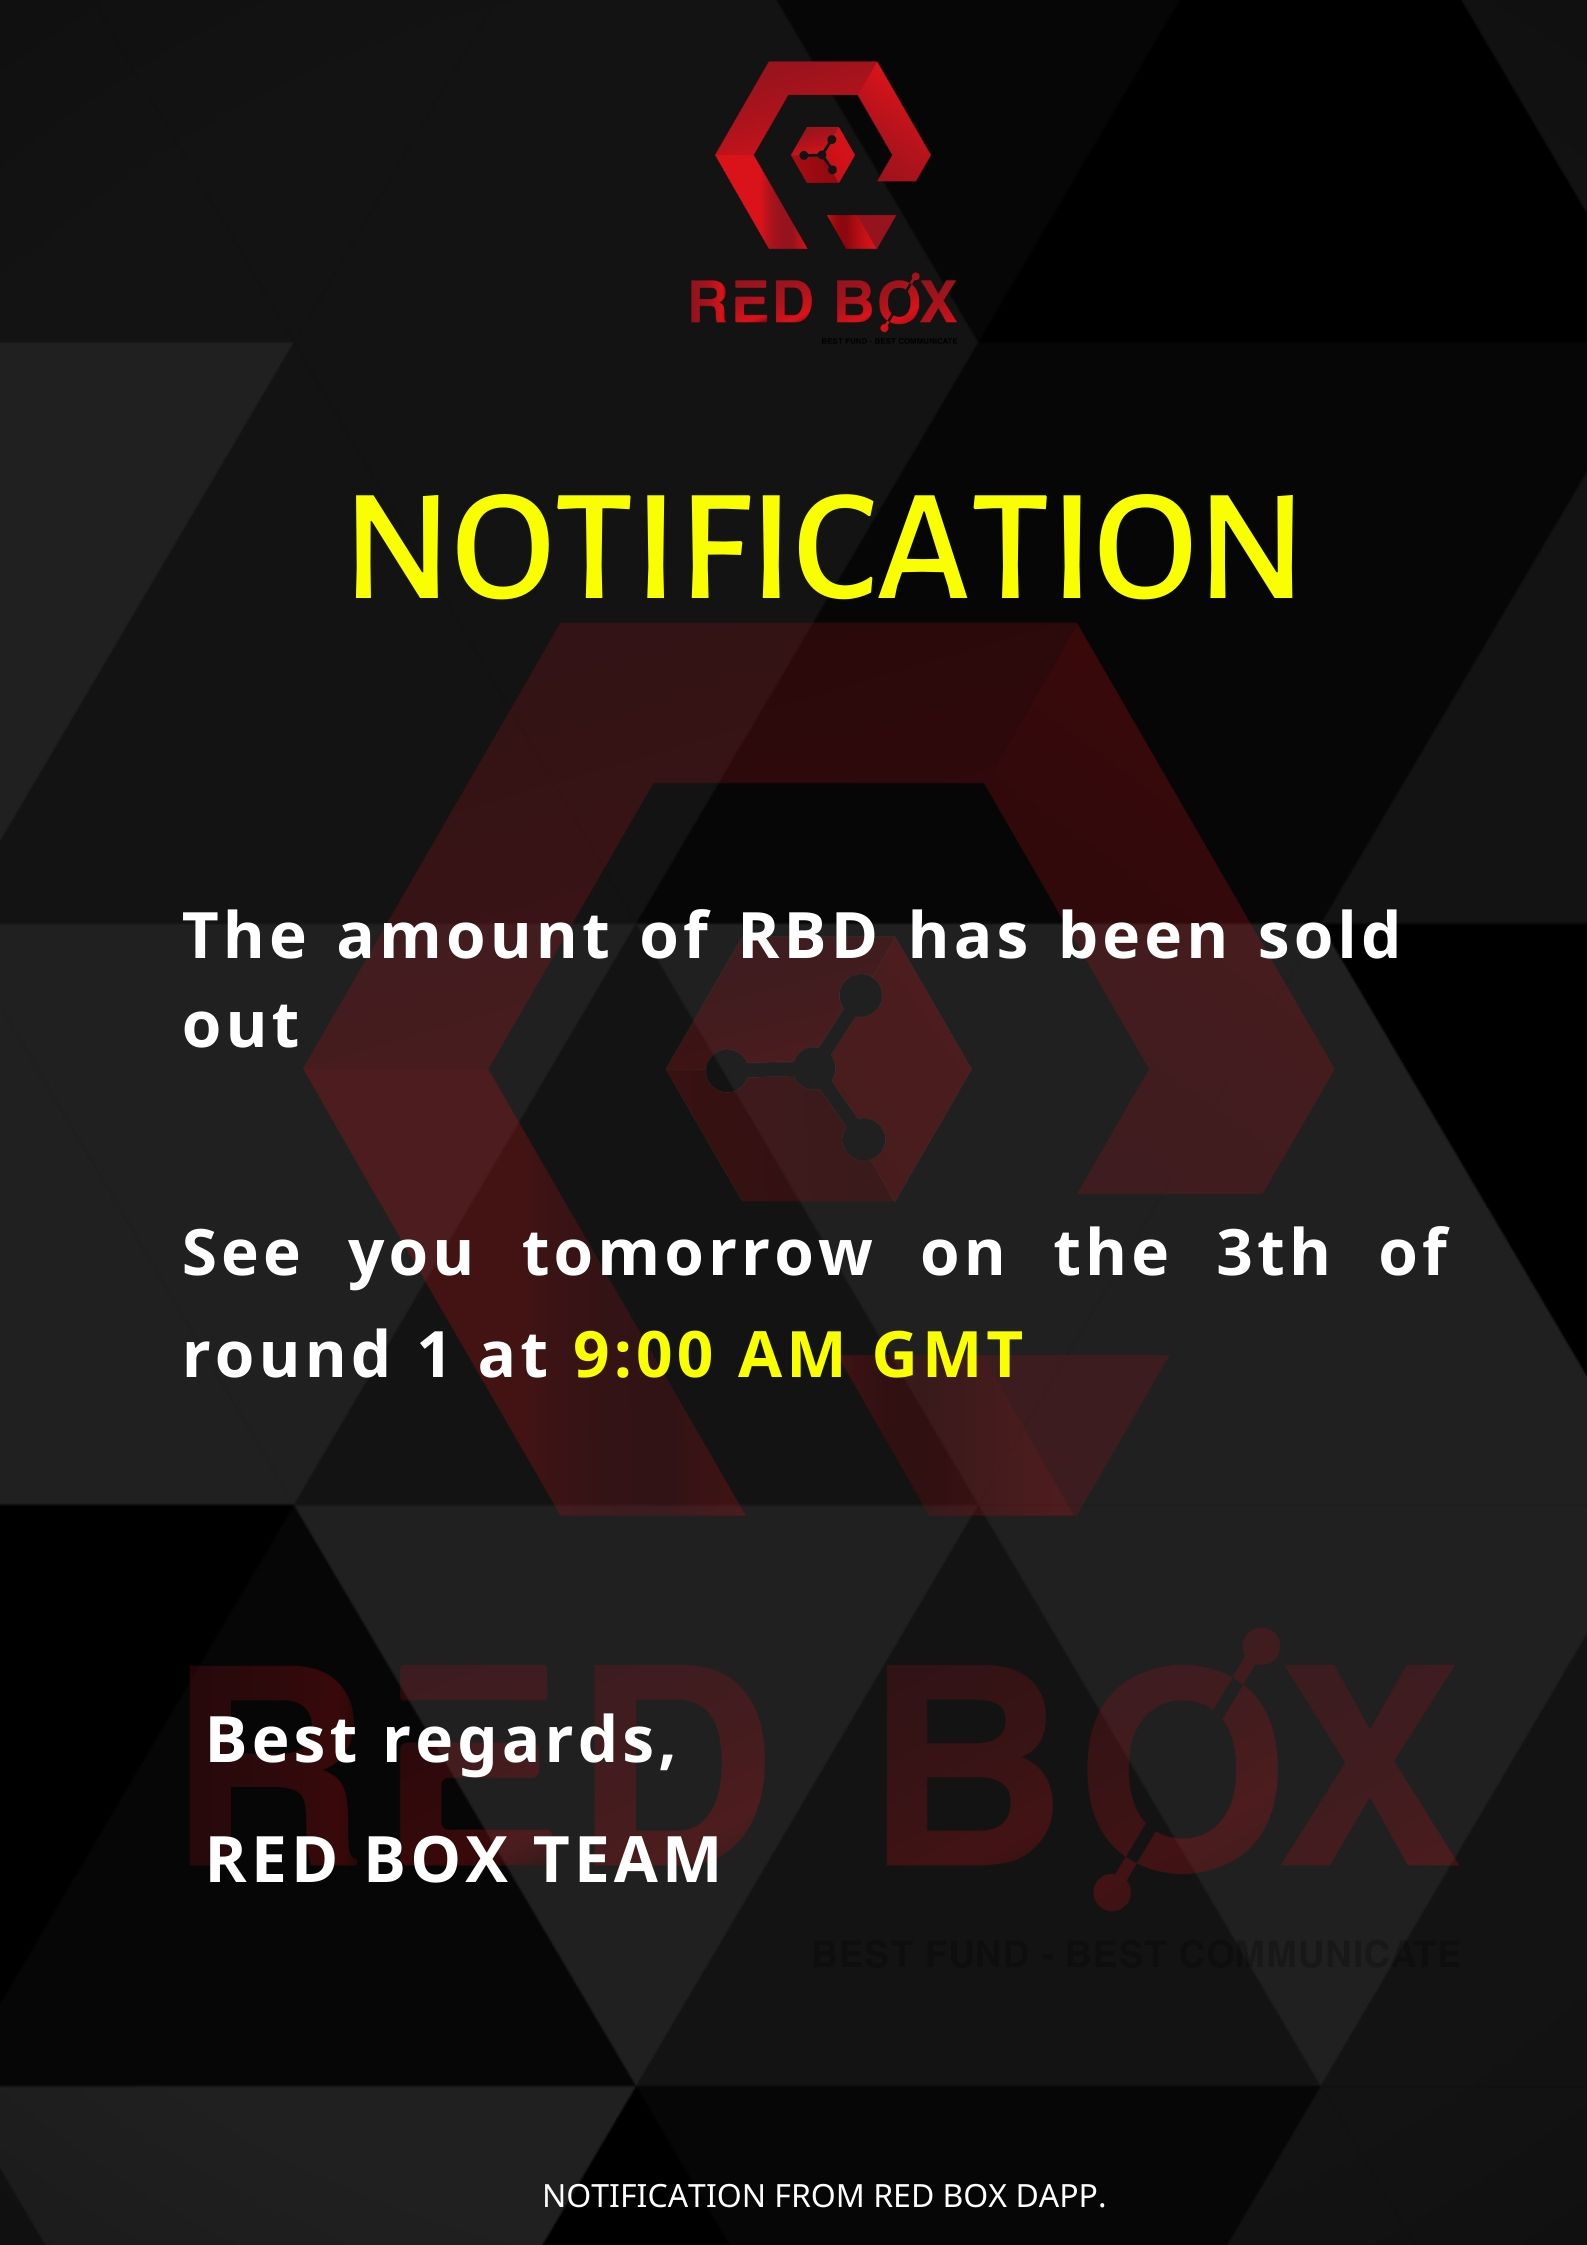 RED BOX
BEST FUND - BEST COMMUNICATE
NOTIFICATION
The amount of RBD has been sold
out
See you tomorrow on the 3th of
round 1 at 9:00 AM GMT
RED BOX
Best regards,
RED BOX TEAM
BEST FUND - BEST COMMUNICATE
NOTIFICATION FROM RED BOX DAPP.